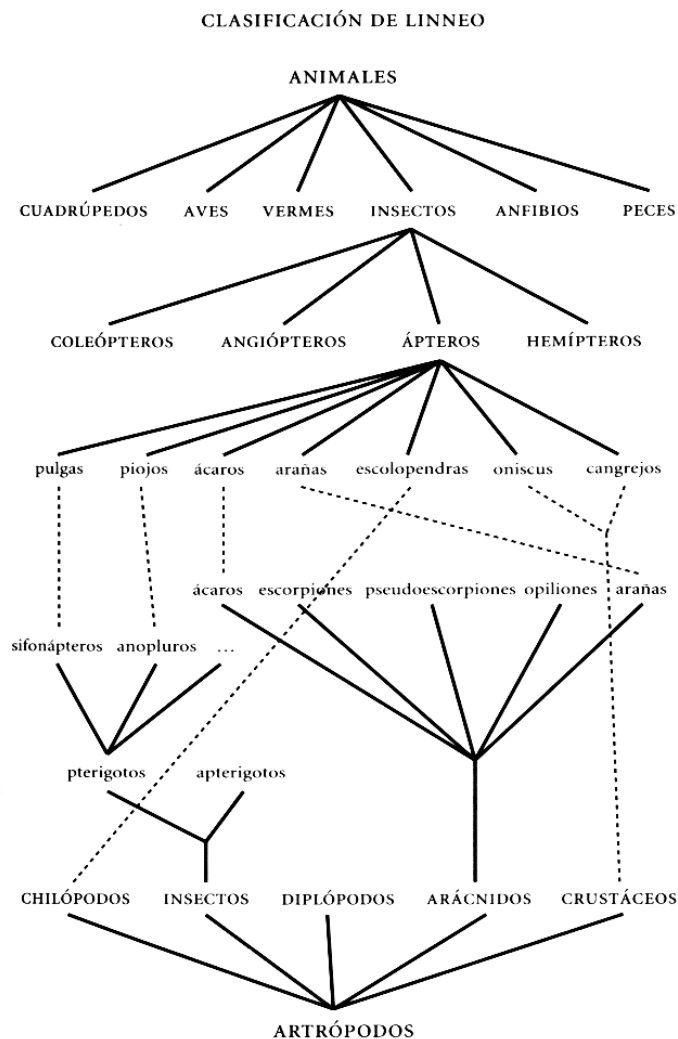 CLASIFICACIÓN DE LINNEO
ANIMALES
CUADRÚPEDOS AVES VERMES INSECTOS ANFIBIOS PECES
COLEÓPTEROS ANGIÓPTEROS ÁPTEROS HEMÍPTEROS
pulgas piojos ácaros arañas escolopendras oniscus cangrejos
ácaros escorpiones pseudoescorpiones opiliones arañas
sifonápteros anopluros ...
pterigotos apterigotos
CHILÓPODOS INSECTOS DIPLÓPODOS ARÁCNIDOS CRUSTÁCEOS
ARTRÓPODOS